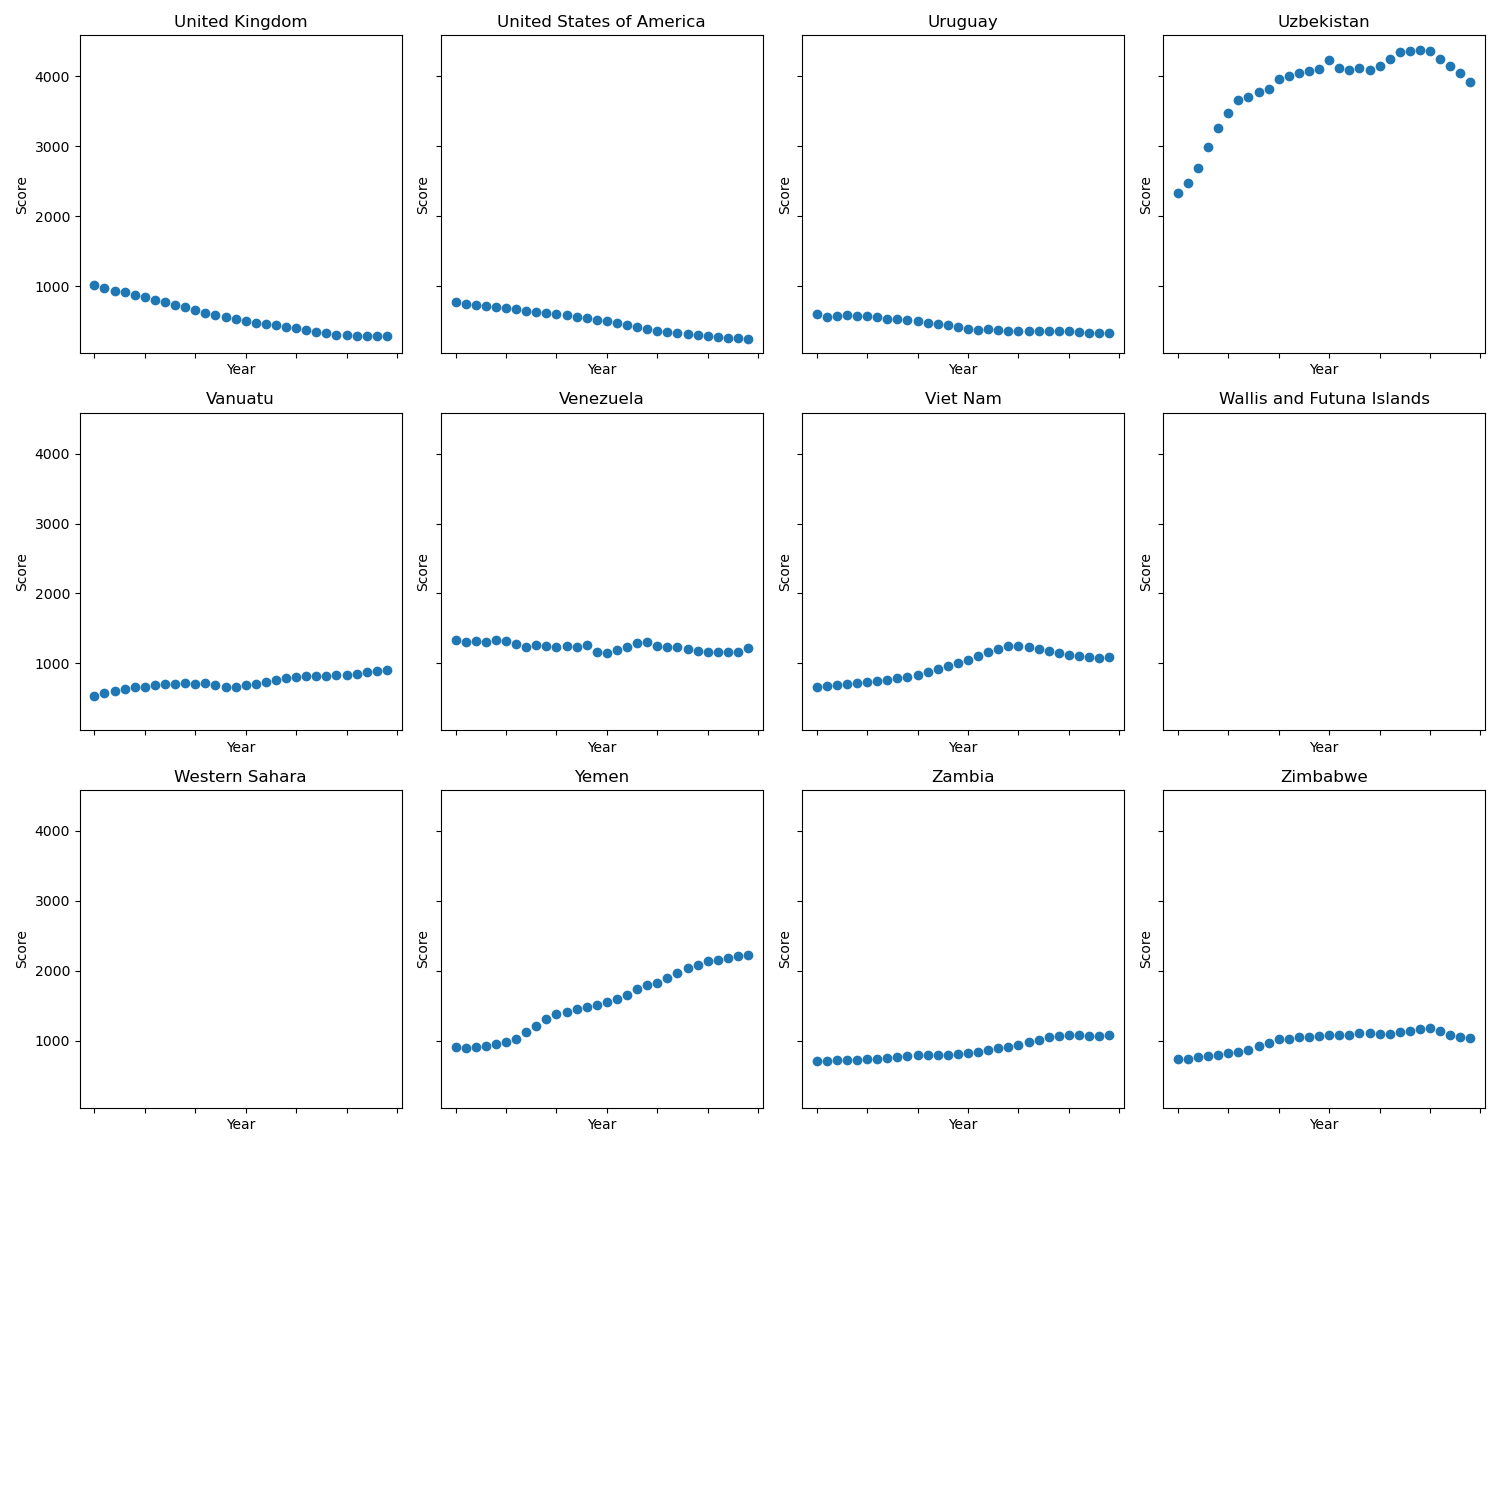 United Kingdom
United States of America
Uruguay
Uzbekistan
4000
3000
2000
1000
Score
Score
Score
Score
Year
Year
Year
Year
Vanuatu
Venezuela
Viet Nam
Wallis and Futuna Islands
4000
3000
2000
1000
Score
Score
Score
Score
Year
Year
Year
Year
Western Sahara
Yemen
Zambia
Zimbabwe
4000
3000
2000
1000
Score
Score
Score
Score
Year
Year
Year
Year